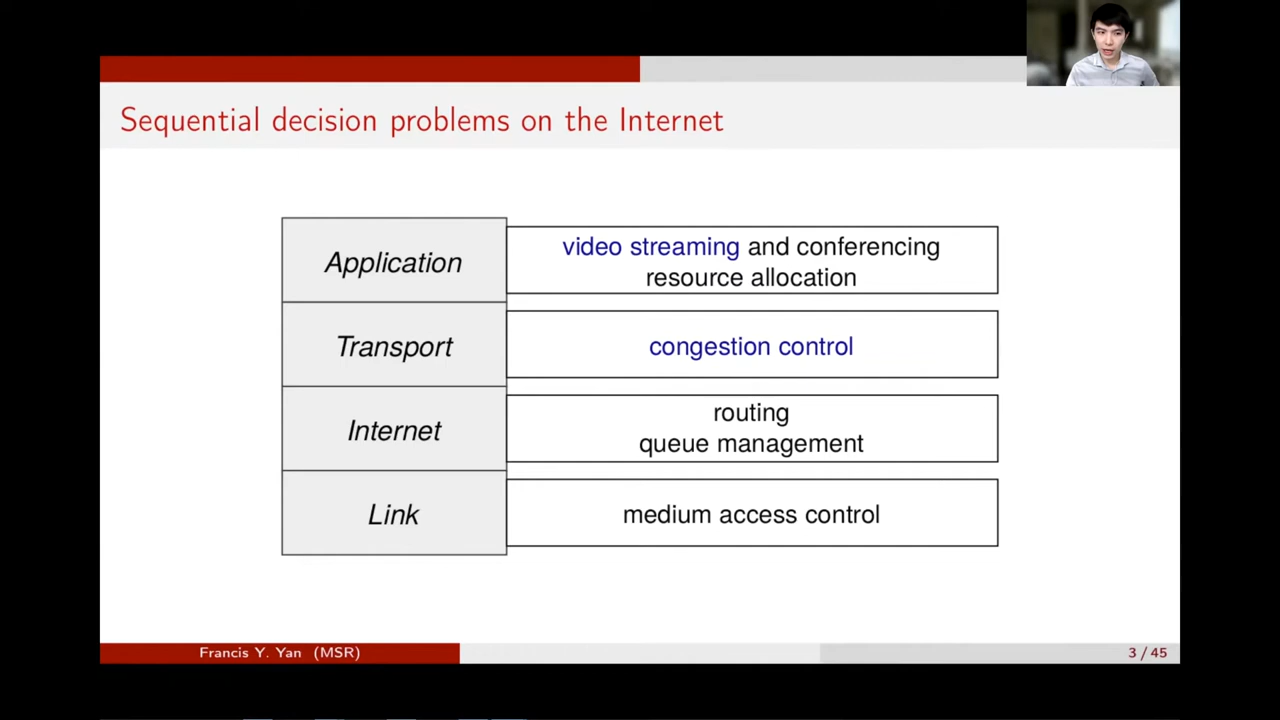 Sequential decision problems on the Internet
Application
video streaming and conferencing
resource allocation
Transport
congestion control
Internet
routing
queue management
Link
medium access control
Francis Y. Yan (MSR)
3 / 45